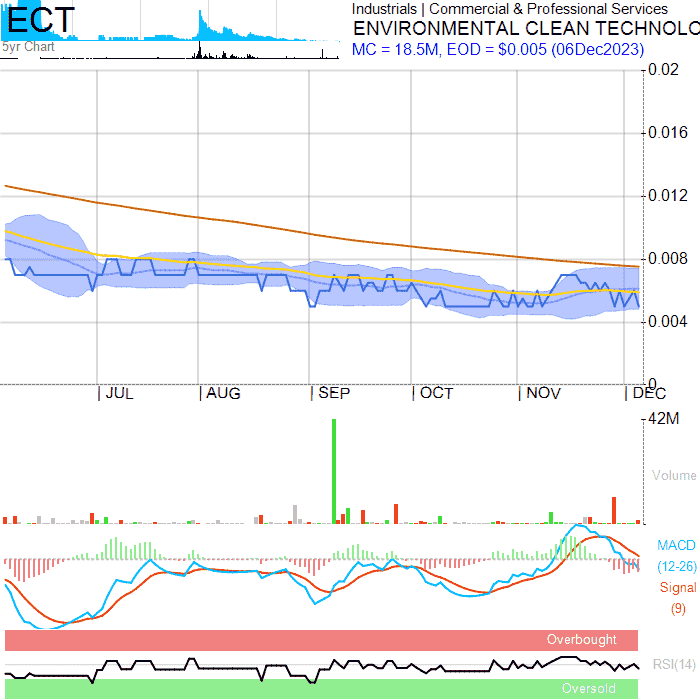 ECT
5yr Chart
Industrials | Commercial & Professional Services
ENVIRONMENTAL CLEAN TECHNOLO
MC = 18.5M, EOD = $0.005 (06Dec2023)
0.02
0.016
0.012
0.008
0.004
0
JUL AUG SEP OCT NOV DEC
42M
Volume
MACD
(12-26)
Signal
(9)
Overbought
RSI(14)
Oversold